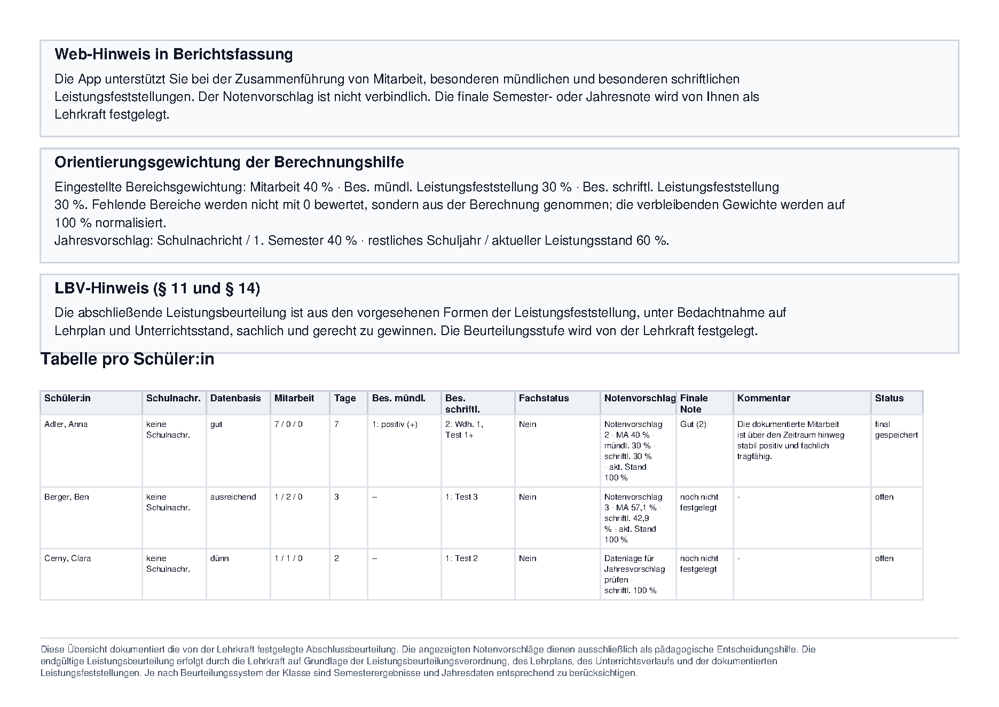 Web-Hinweis in Berichtsfassung
Die App unterstützt Sie bei der Zusammenführung von Mitarbeit, besonderen mündlichen und besonderen schriftlichen
Leistungsfeststellungen. Der Notenvorschlag ist nicht verbindlich. Die finale Semester- oder Jahresnote wird von Ihnen als
Lehrkraft festgelegt.
Orientierungsgewichtung der Berechnungshilfe
Eingestellte Bereichsgewichtung: Mitarbeit 40 % · Bes. mündl. Leistungsfeststellung 30 % · Bes. schriftl. Leistungsfeststellung
30 %. Fehlende Bereiche werden nicht mit 0 bewertet, sondern aus der Berechnung genommen; die verbleibenden Gewichte werden auf
100 % normalisiert.
Jahresvorschlag: Schulnachricht / 1. Semester 40 % · restliches Schuljahr / aktueller Leistungsstand 60 %.
LBV-Hinweis (§ 11 und § 14)
Die abschließende Leistungsbeurteilung ist aus den vorgesehenen Formen der Leistungsfeststellung, unter Bedachtnahme auf
Lehrplan und Unterrichtsstand, sachlich und gerecht zu gewinnen. Die Beurteilungsstufe wird von der Lehrkraft festgelegt.
Tabelle pro Schüler:in
Schüler:in Schulnachr. Datenbasis Mitarbeit Tage Bes. mündl. Bes. Fachstatus Notenvorschlag Finale Kommentar Status
schriftl. Note
Adler, Anna keine gut 7 / 0 / 0 7 1: positiv (+) 2: Wdh. 1, Nein Notenvorschlag Gut (2) Die dokumentierte Mitarbeit final
Schulnachr. Test 1+ 2 · MA 40 % · ist über den Zeitraum hinweg gespeichert
mündl. 30 % · stabil positiv und fachlich
schriftl. 30 % tragfähig.
· akt. Stand
100 %
Berger, Ben keine ausreichend 1 / 2 / 0 3 – 1: Test 3 Nein Notenvorschlag noch nicht - offen
Schulnachr. 3 · MA 57,1 % · festgelegt
schriftl. 42,9
% · akt. Stand
100 %
Cerny, Clara keine dünn 1 / 1 / 0 2 – 1: Test 2 Nein Datenlage für noch nicht - offen
Schulnachr. Jahresvorschlag festgelegt
prüfen ·
schriftl. 100 %
Diese Übersicht dokumentiert die von der Lehrkraft festgelegte Abschlussbeurteilung. Die angezeigten Notenvorschläge dienen ausschließlich als pädagogische Entscheidungshilfe. Die
endgültige Leistungsbeurteilung erfolgt durch die Lehrkraft auf Grundlage der Leistungsbeurteilungsverordnung, des Lehrplans, des Unterrichtsverlaufs und der dokumentierten
Leistungsfeststellungen. Je nach Beurteilungssystem der Klasse sind Semesterergebnisse und Jahresdaten entsprechend zu berücksichtigen.